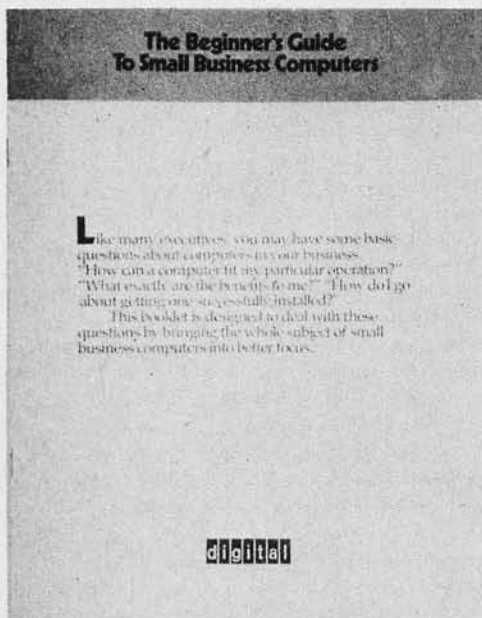 The Beginner's Guide
To Small Business Computers
Like many executives, you may have some basic
questions about computers in your business.
"How can a computer fit my particular operation?"
"What exactly are the benefits to me?" "How do I go
about getting one successfully installed?"
This booklet is designed to deal with these
questions by bringing the whole subject of small
business computers into better focus.
digital